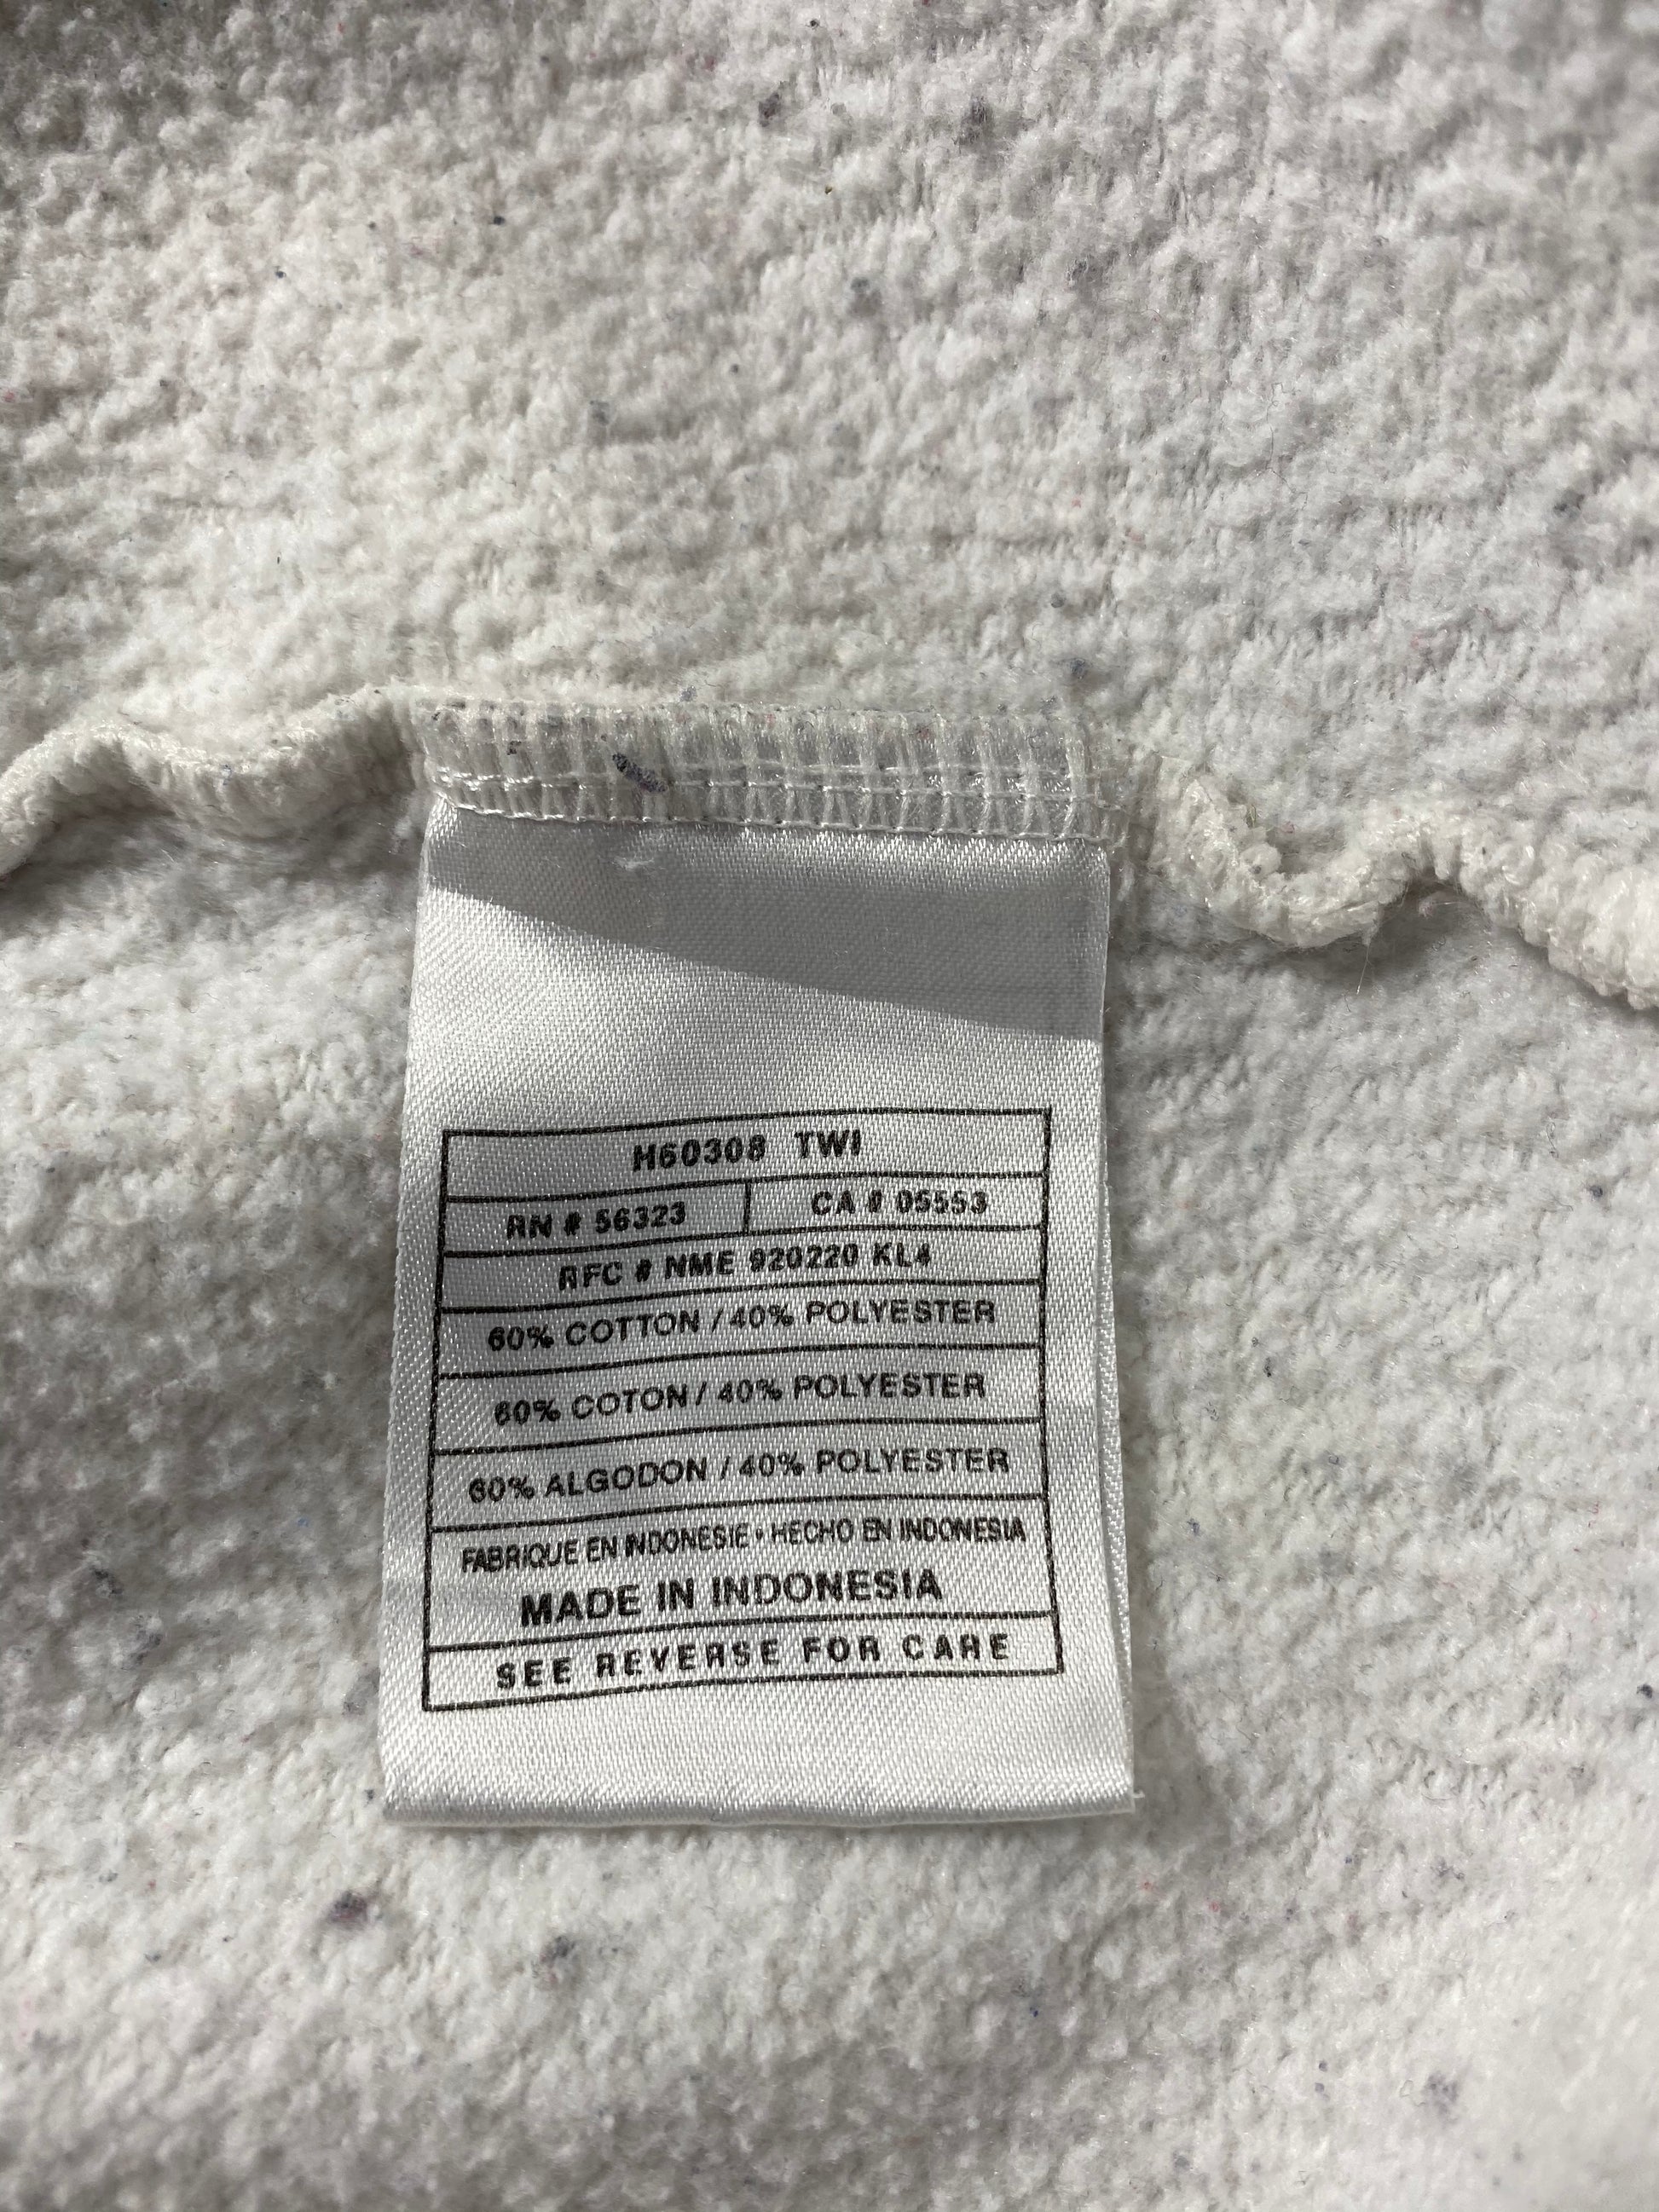 H60308 TWI
RN # 56323 CA # 05553
RFC # NME 920220 KL4
60% COTTON / 40% POLYESTER
60% COTON / 40% POLYESTER
60% ALGODON / 40% POLYESTER
FABRIQUE EN INDONESIE • HECHO EN INDONESIA
MADE IN INDONESIA
SEE REVERSE FOR CARE